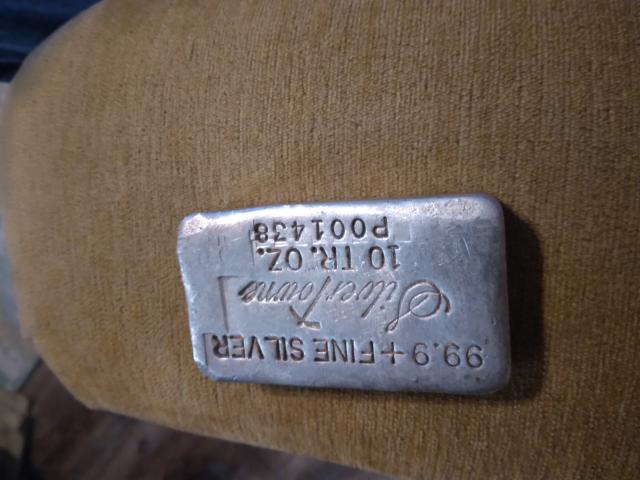 99.9+FINE SILVER
SilverTowne
10 TR. OZ.
P001438